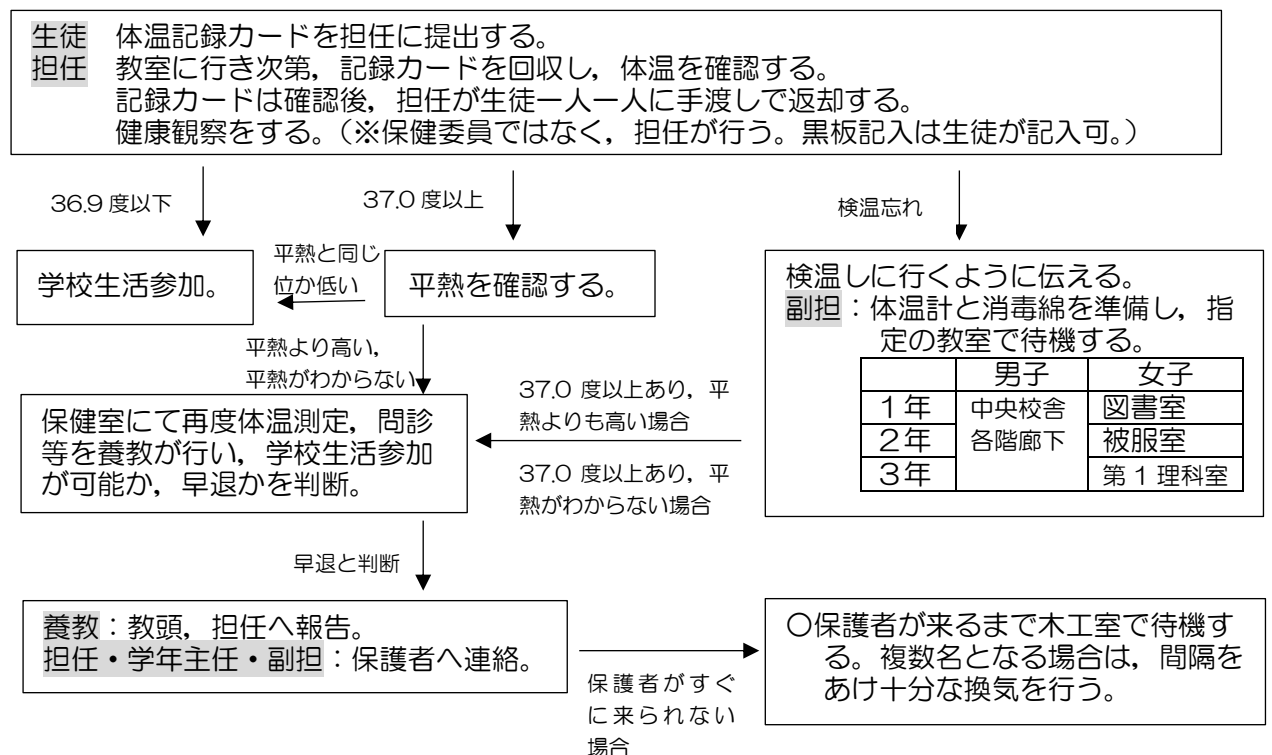 生徒 体温記録カードを担任に提出する。
担任 教室に行き次第，記録カードを回収し，体温を確認する。
記録カードは確認後，担任が生徒一人一人に手渡しで返却する。
健康観察をする。（※保健委員ではなく，担任が行う。黒板記入は生徒が記入可。）
36.9 度以下
37.0 度以上
検温忘れ
学校生活参加。
平熱と同じ
位か低い
平熱を確認する。
検温しに行くように伝える。
副担：体温計と消毒綿を準備し，指
定の教室で待機する。
男子 女子
1年 中央校舎 図書室
2年 各階廊下 被服室
3年 第 1 理科室
平熱より高い，
平熱がわからない
37.0 度以上あり，平
熱よりも高い場合
37.0 度以上あり，平
熱がわからない場合
保健室にて再度体温測定，問診
等を養教が行い，学校生活参加
が可能か，早退かを判断。
早退と判断
養教：教頭，担任へ報告。
担任・学年主任・副担：保護者へ連絡。
保護者がすぐ
に来られない
場合
〇保護者が来るまで木工室で待機す
る。複数名となる場合は，間隔を
あけ十分な換気を行う。